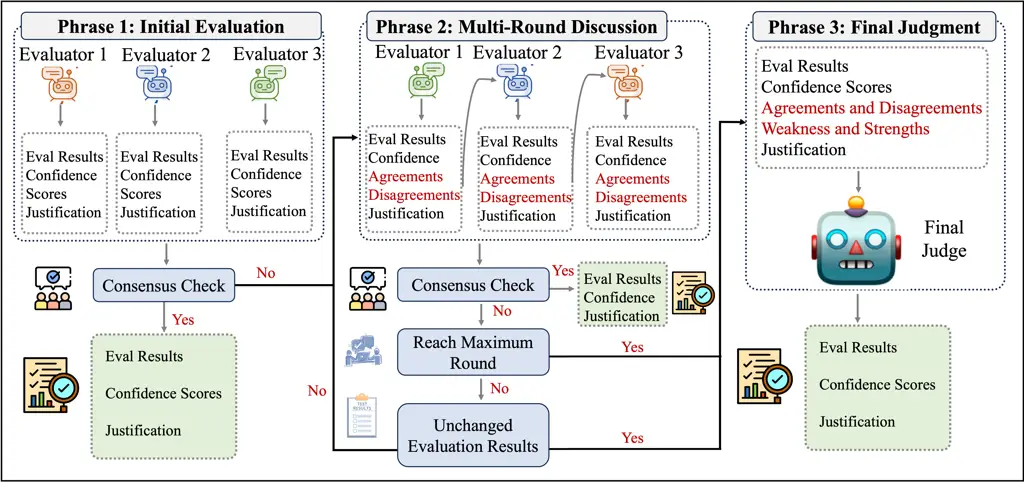 Phrase 1: Initial Evaluation
Evaluator 1
Evaluator 2
Evaluator 3
Eval Results
Confidence
Scores
Justification
Eval Results
Confidence
Scores
Justification
Eval Results
Confidence
Scores
Justification
Consensus Check
No
Yes
Eval Results
Confidence Scores
Justification
Phrase 2: Multi-Round Discussion
Evaluator 1
Evaluator 2
Evaluator 3
Eval Results
Confidence
Agreements
Disagreements
Justification
Eval Results
Confidence
Agreements
Disagreements
Justification
Eval Results
Confidence
Agreements
Disagreements
Justification
Consensus Check
Yes
Eval Results
Confidence
Justification
No
Reach Maximum
Round
Yes
No
No
TEST
RESULTS
Unchanged
Evaluation Results
Yes
Phrase 3: Final Judgment
Eval Results
Confidence Scores
Agreements and Disagreements
Weakness and Strengths
Justification
Final
Judge
Eval Results
Confidence Scores
Justification